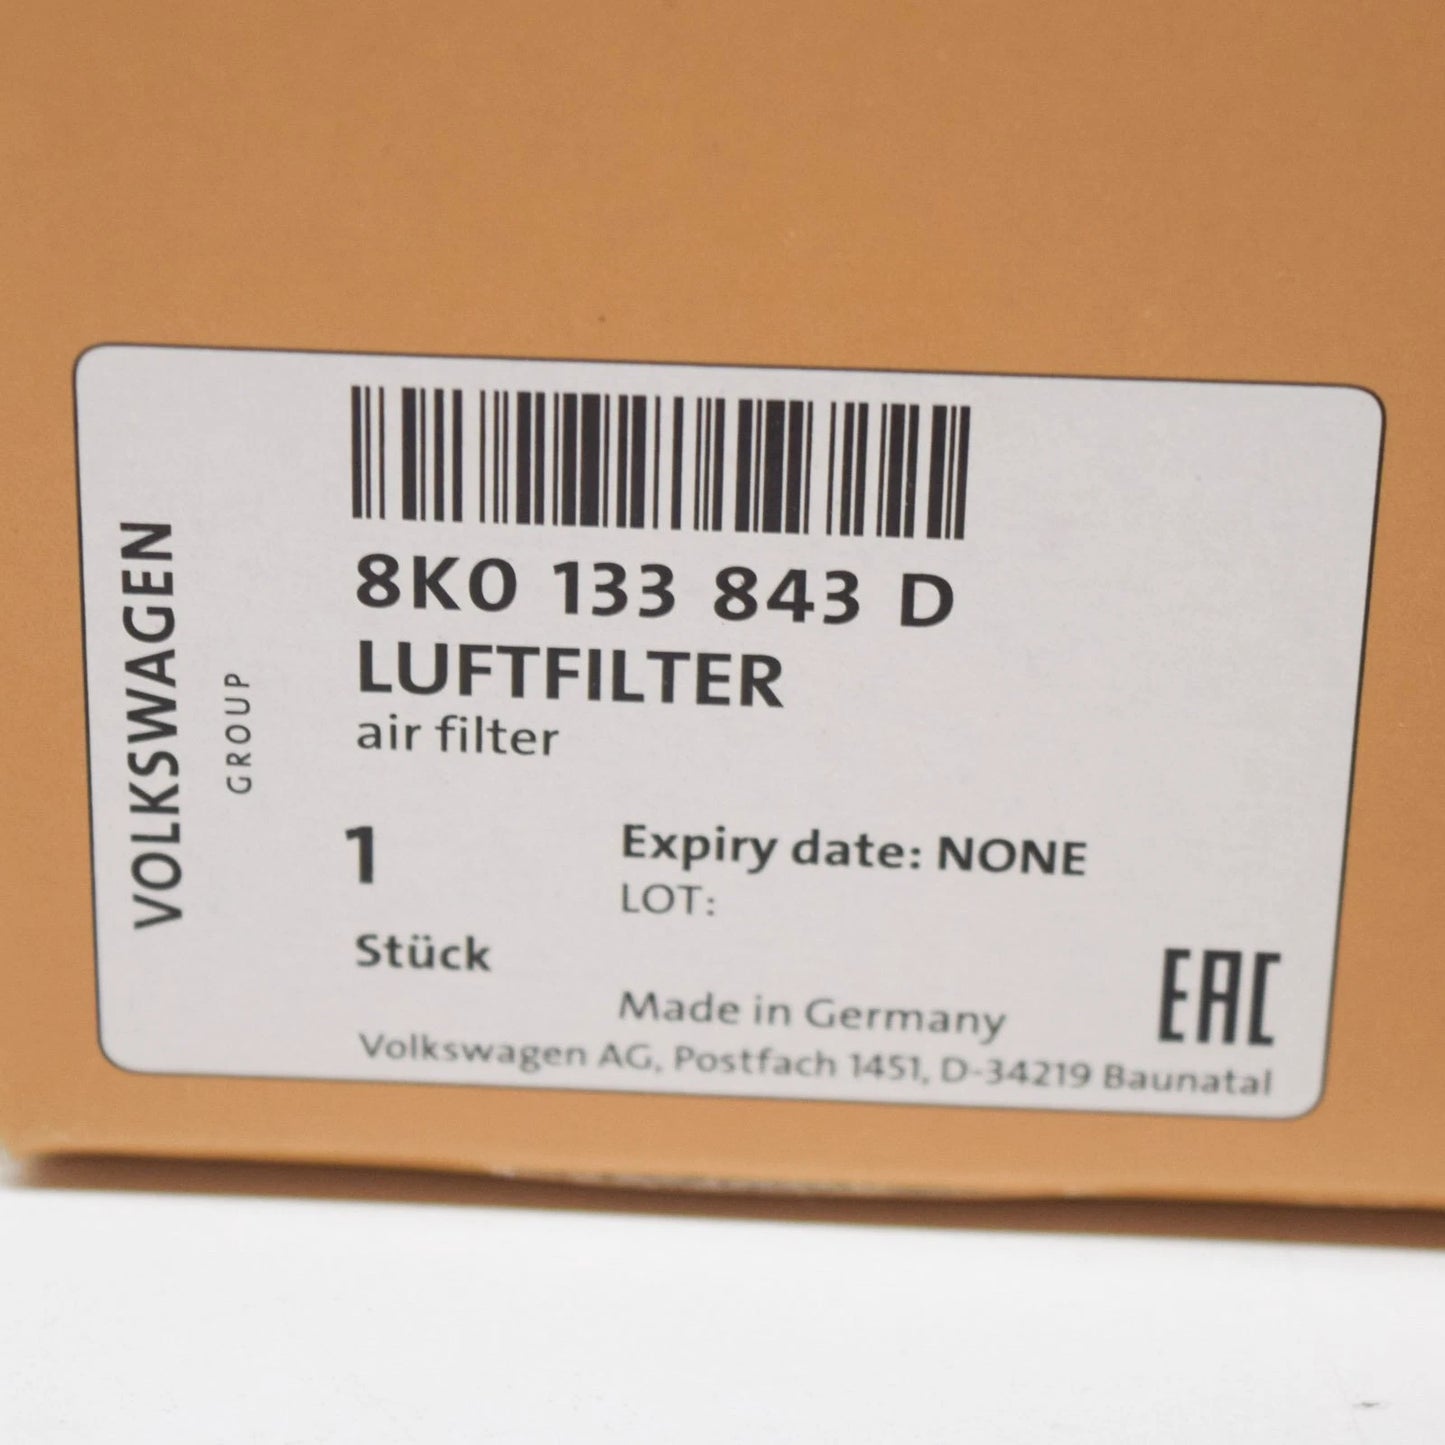 VOLKSWAGEN
GROUP
8K0 133 843 D
LUFTFILTER
air filter
1
Stück
Expiry date: NONE
LOT:
Made in Germany
EAC
Volkswagen AG, Postfach 1451, D-34219 Baunatal